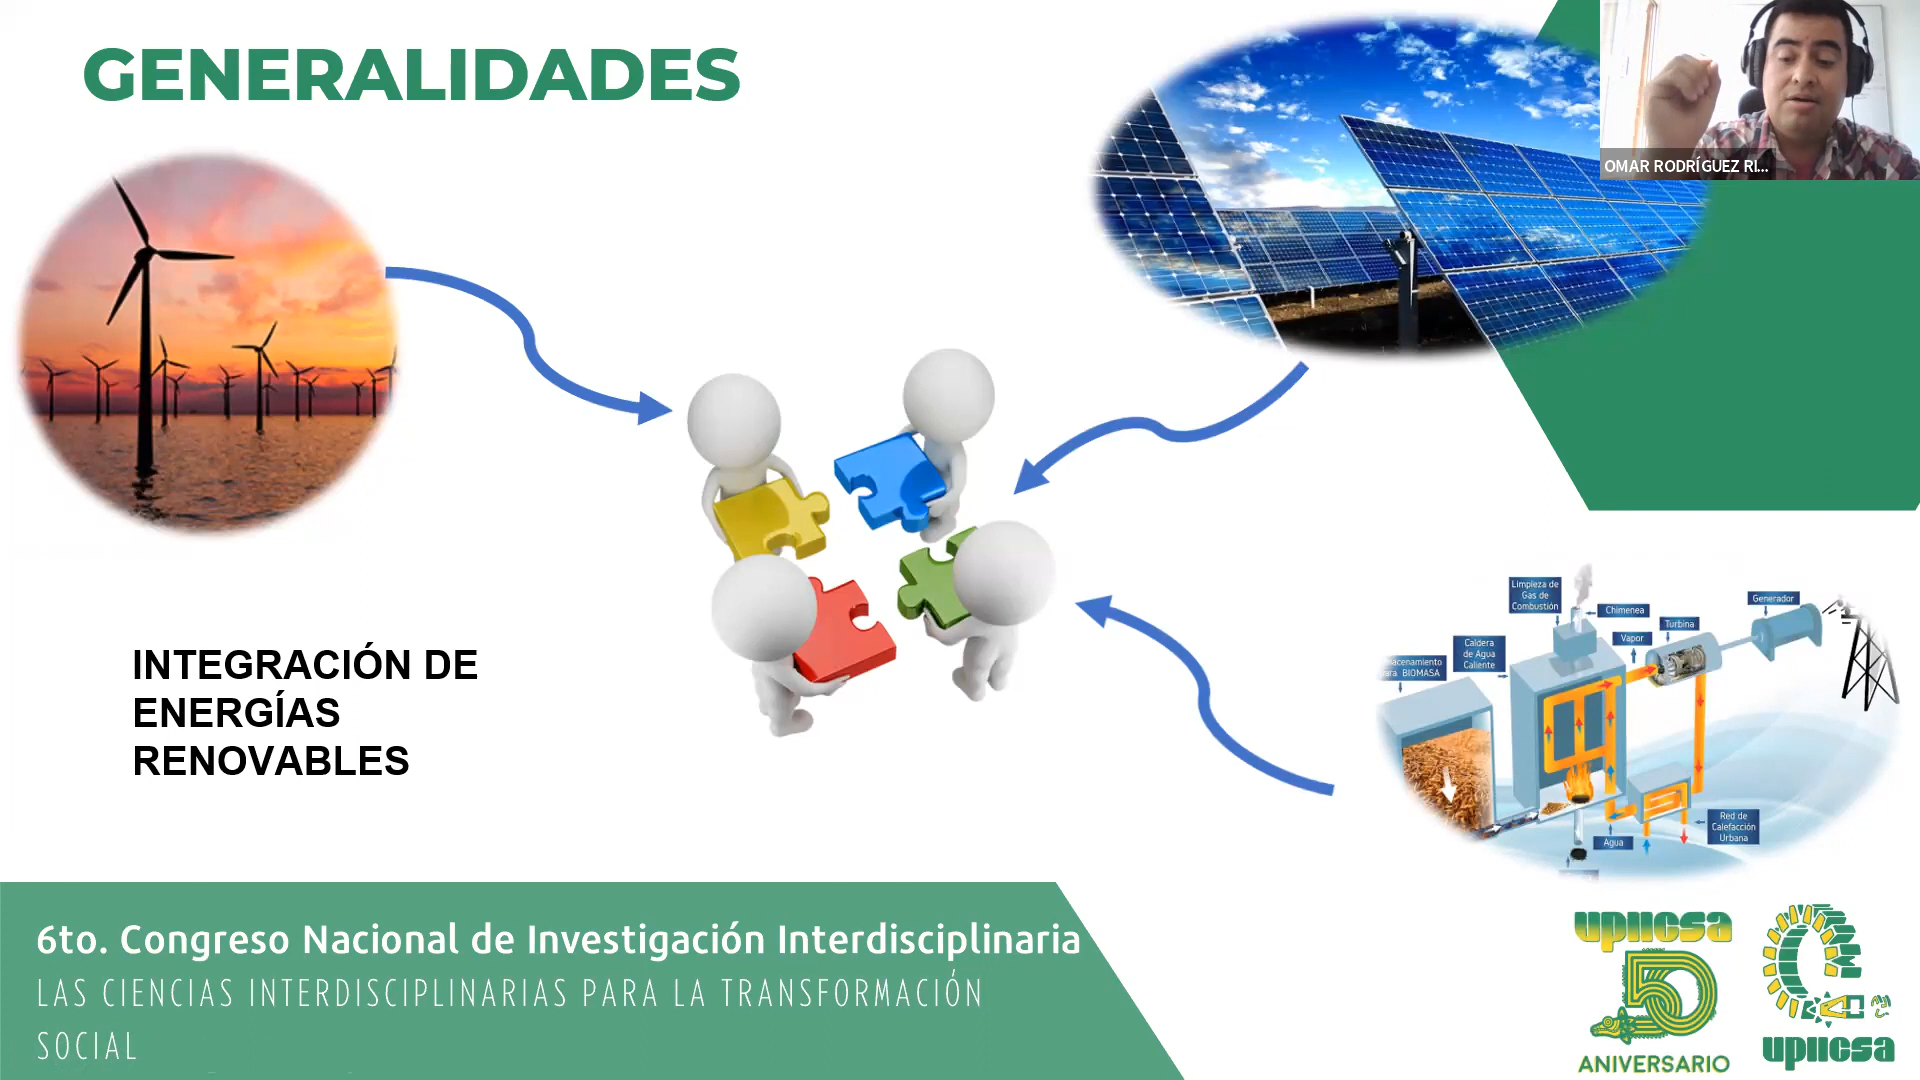 GENERALIDADES
OMAR RODRÍGUEZ RI...
INTEGRACIÓN DE
ENERGÍAS
RENOVABLES
Limpieza de
Gas de
Combustión
Chimenea
Generador
Turbina
Vapor
Caldera
de Agua
Caliente
BIOMASA
Red de
Calefacción
Urbana
Agua
6to. Congreso Nacional de Investigación Interdisciplinaria
LAS CIENCIAS INTERDISCIPLINARIAS PARA LA TRANSFORMACIÓN
SOCIAL
upiicsa
50
ANIVERSARIO
upiicsa